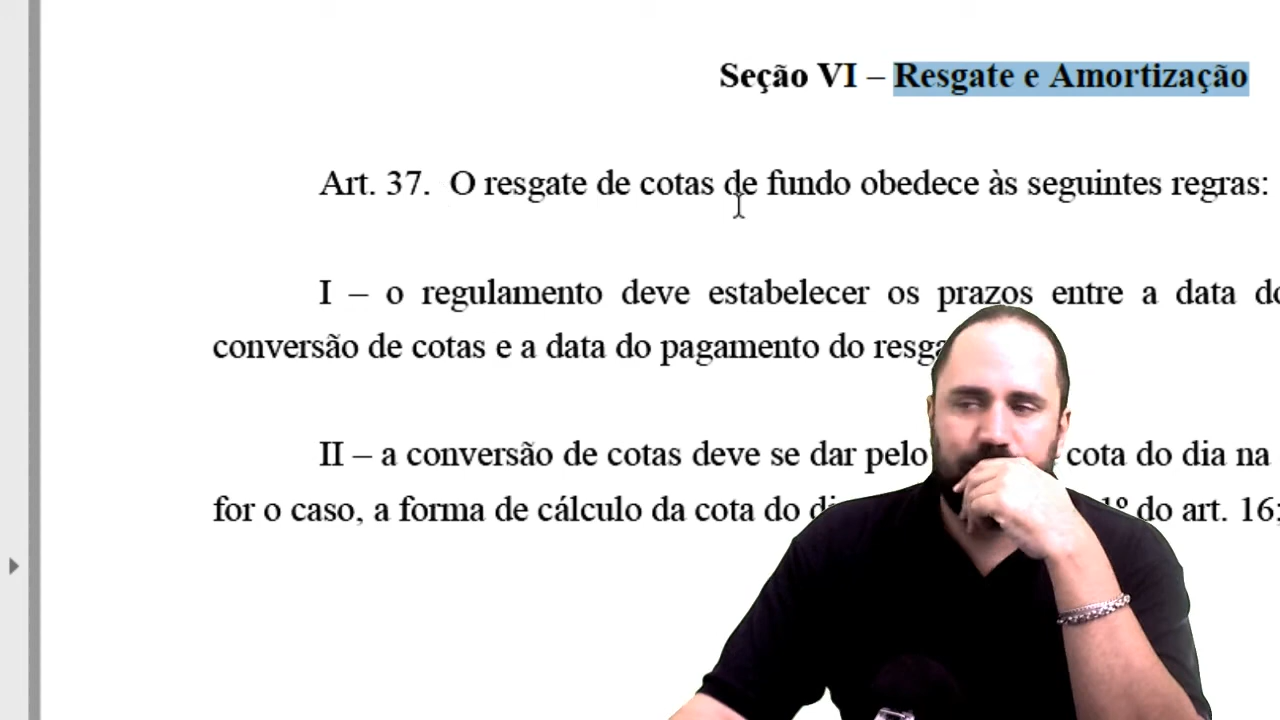 Seção VI – Resgate e Amortização
Art. 37. O resgate de cotas de fundo obedece às seguintes regras:
I – o regulamento deve estabelecer os prazos entre a data
conversão de cotas e a data do pagamento do
II – a conversão de cotas deve se dar pelo cota do dia na
for o caso, a forma de cálculo da cota do 1º do art. 16;